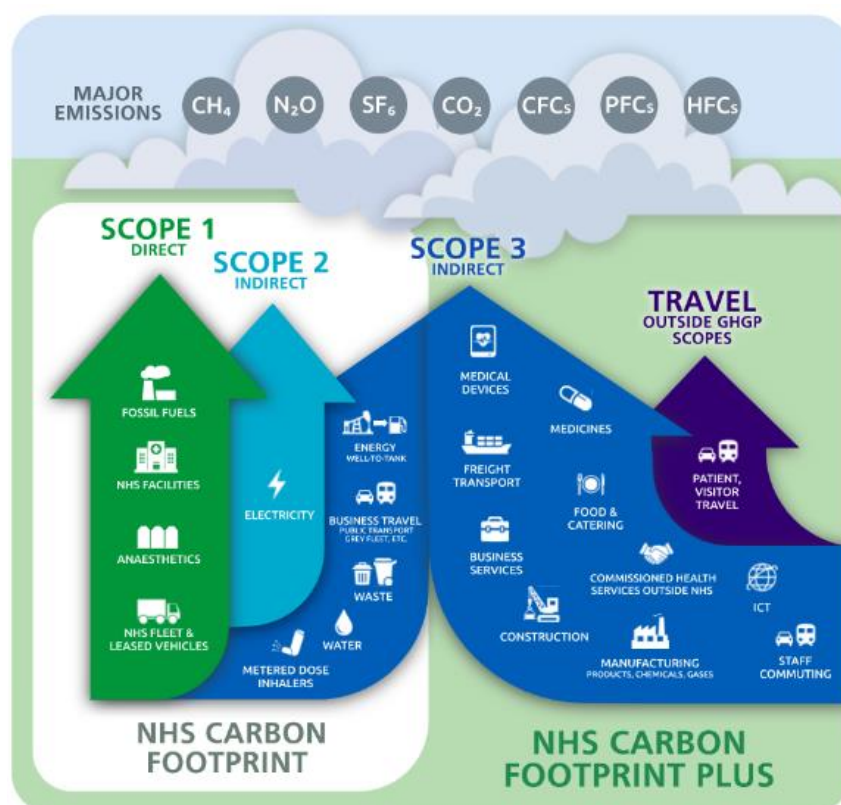 MAJOR
EMISSIONS
CH₄
N₂O
SF₆
CO₂
CFCs
PFCs
HFCs
SCOPE 1
DIRECT
SCOPE 2
INDIRECT
SCOPE 3
INDIRECT
TRAVEL
OUTSIDE GHGP
SCOPES
FOSSIL FUELS
NHS FACILITIES
ANAESTHETICS
NHS FLEET &
LEASED VEHICLES
ELECTRICITY
ENERGY
WELL-TO-TANK
BUSINESS TRAVEL
PUBLIC TRANSPORT
GREY FLEET, ETC.
WASTE
WATER
METERED DOSE
INHALERS
MEDICAL
DEVICES
MEDICINES
FREIGHT
TRANSPORT
FOOD &
CATERING
BUSINESS
SERVICES
COMMISSIONED HEALTH
SERVICES OUTSIDE NHS
CONSTRUCTION
MANUFACTURING
PRODUCTS, CHEMICALS, GASES
ICT
STAFF
COMMUTING
PATIENT,
VISITOR
TRAVEL
NHS CARBON
FOOTPRINT
NHS CARBON
FOOTPRINT PLUS